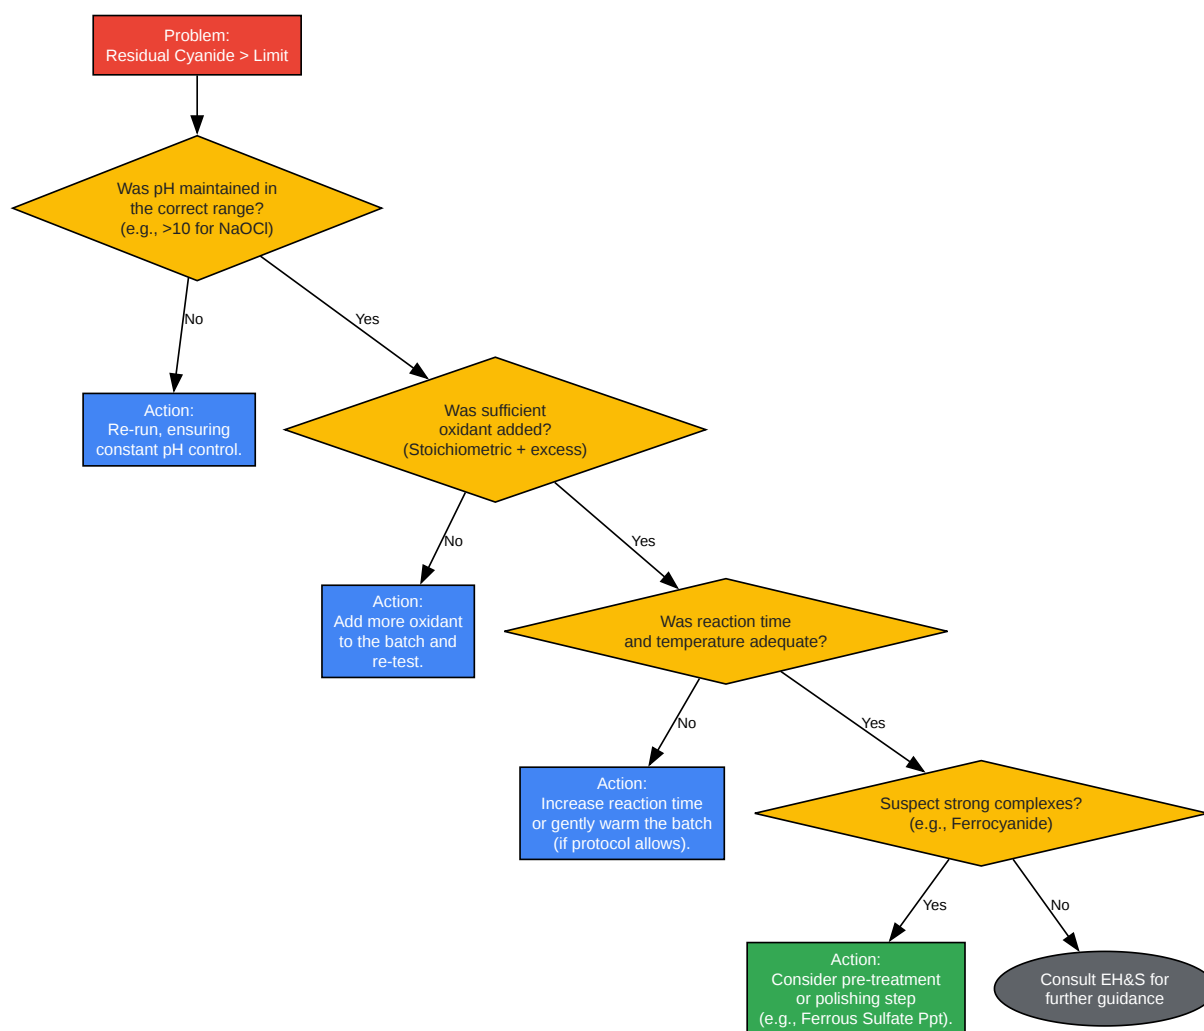 Problem:
Residual Cyanide > Limit
Was pH maintained in
the correct range?
(e.g., >10 for NaOCl)
No
Yes
Action:
Re-run, ensuring
constant pH control.
Was sufficient
oxidant added?
(Stoichiometric + excess)
No
Yes
Action:
Add more oxidant
to the batch and
re-test.
Was reaction time
and temperature adequate?
No
Yes
Action:
Increase reaction time
or gently warm the batch
(if protocol allows).
Suspect strong complexes?
(e.g., Ferrocyanide)
Yes
No
Action:
Consider pre-treatment
or polishing step
(e.g., Ferrous Sulfate Ppt).
Consult EH&S for
further guidance